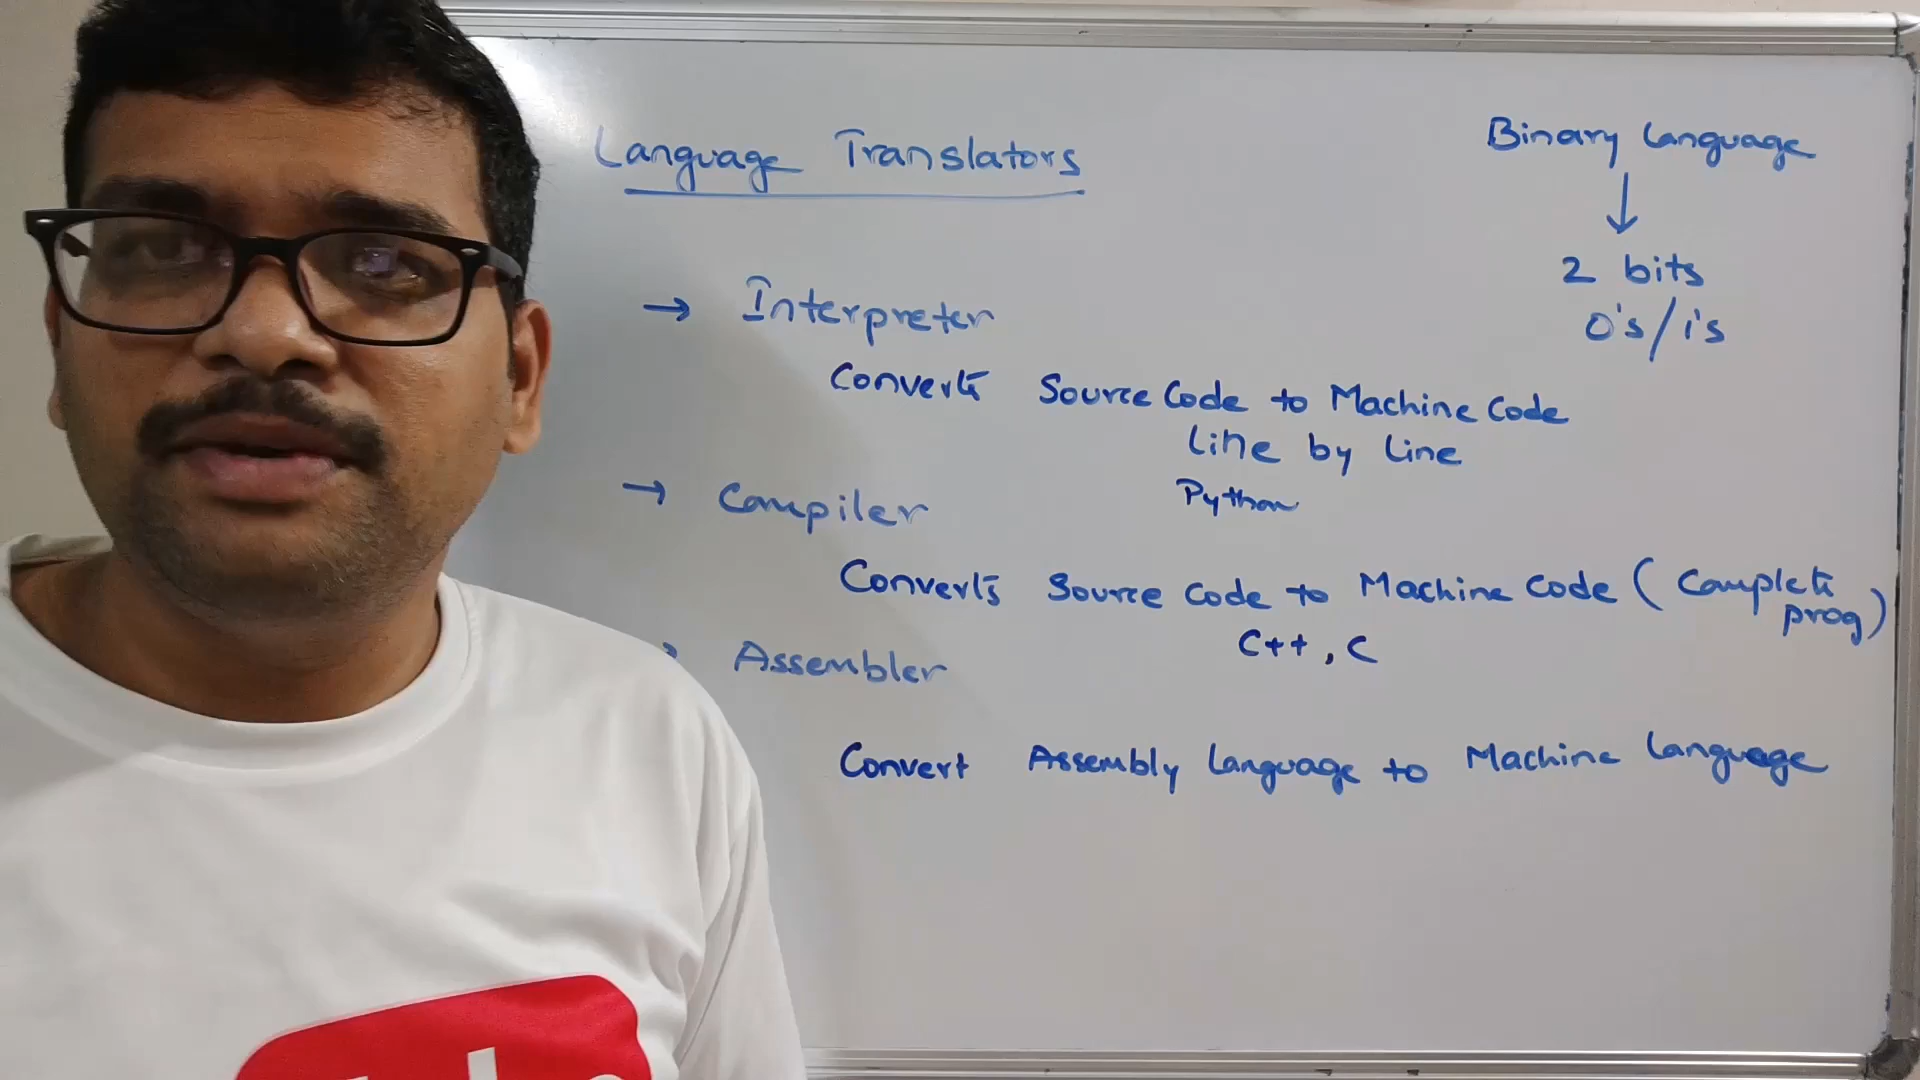 Language Translators
Binary Language
↓
2 bits
0's/1's
→ Interpreter
Converts Source Code to Machine Code
Line by Line
Python
→ Compiler
Converts Source Code to Machine Code (Complete prog)
C++, C
Assembler
Convert Assembly Language to Machine Language